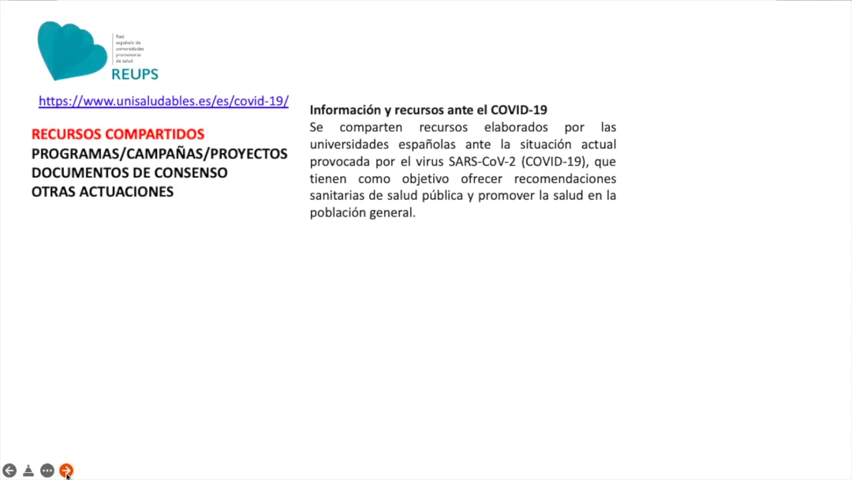 Red
española de
universidades
promotoras
de salud
REUPS
https://www.unisaludables.es/es/covid-19/
RECURSOS COMPARTIDOS
PROGRAMAS/CAMPAÑAS/PROYECTOS
DOCUMENTOS DE CONSENSO
OTRAS ACTUACIONES
Información y recursos ante el COVID-19
Se comparten recursos elaborados por las
universidades españolas ante la situación actual
provocada por el virus SARS-CoV-2 (COVID-19), que
tienen como objetivo ofrecer recomendaciones
sanitarias de salud pública y promover la salud en la
población general.